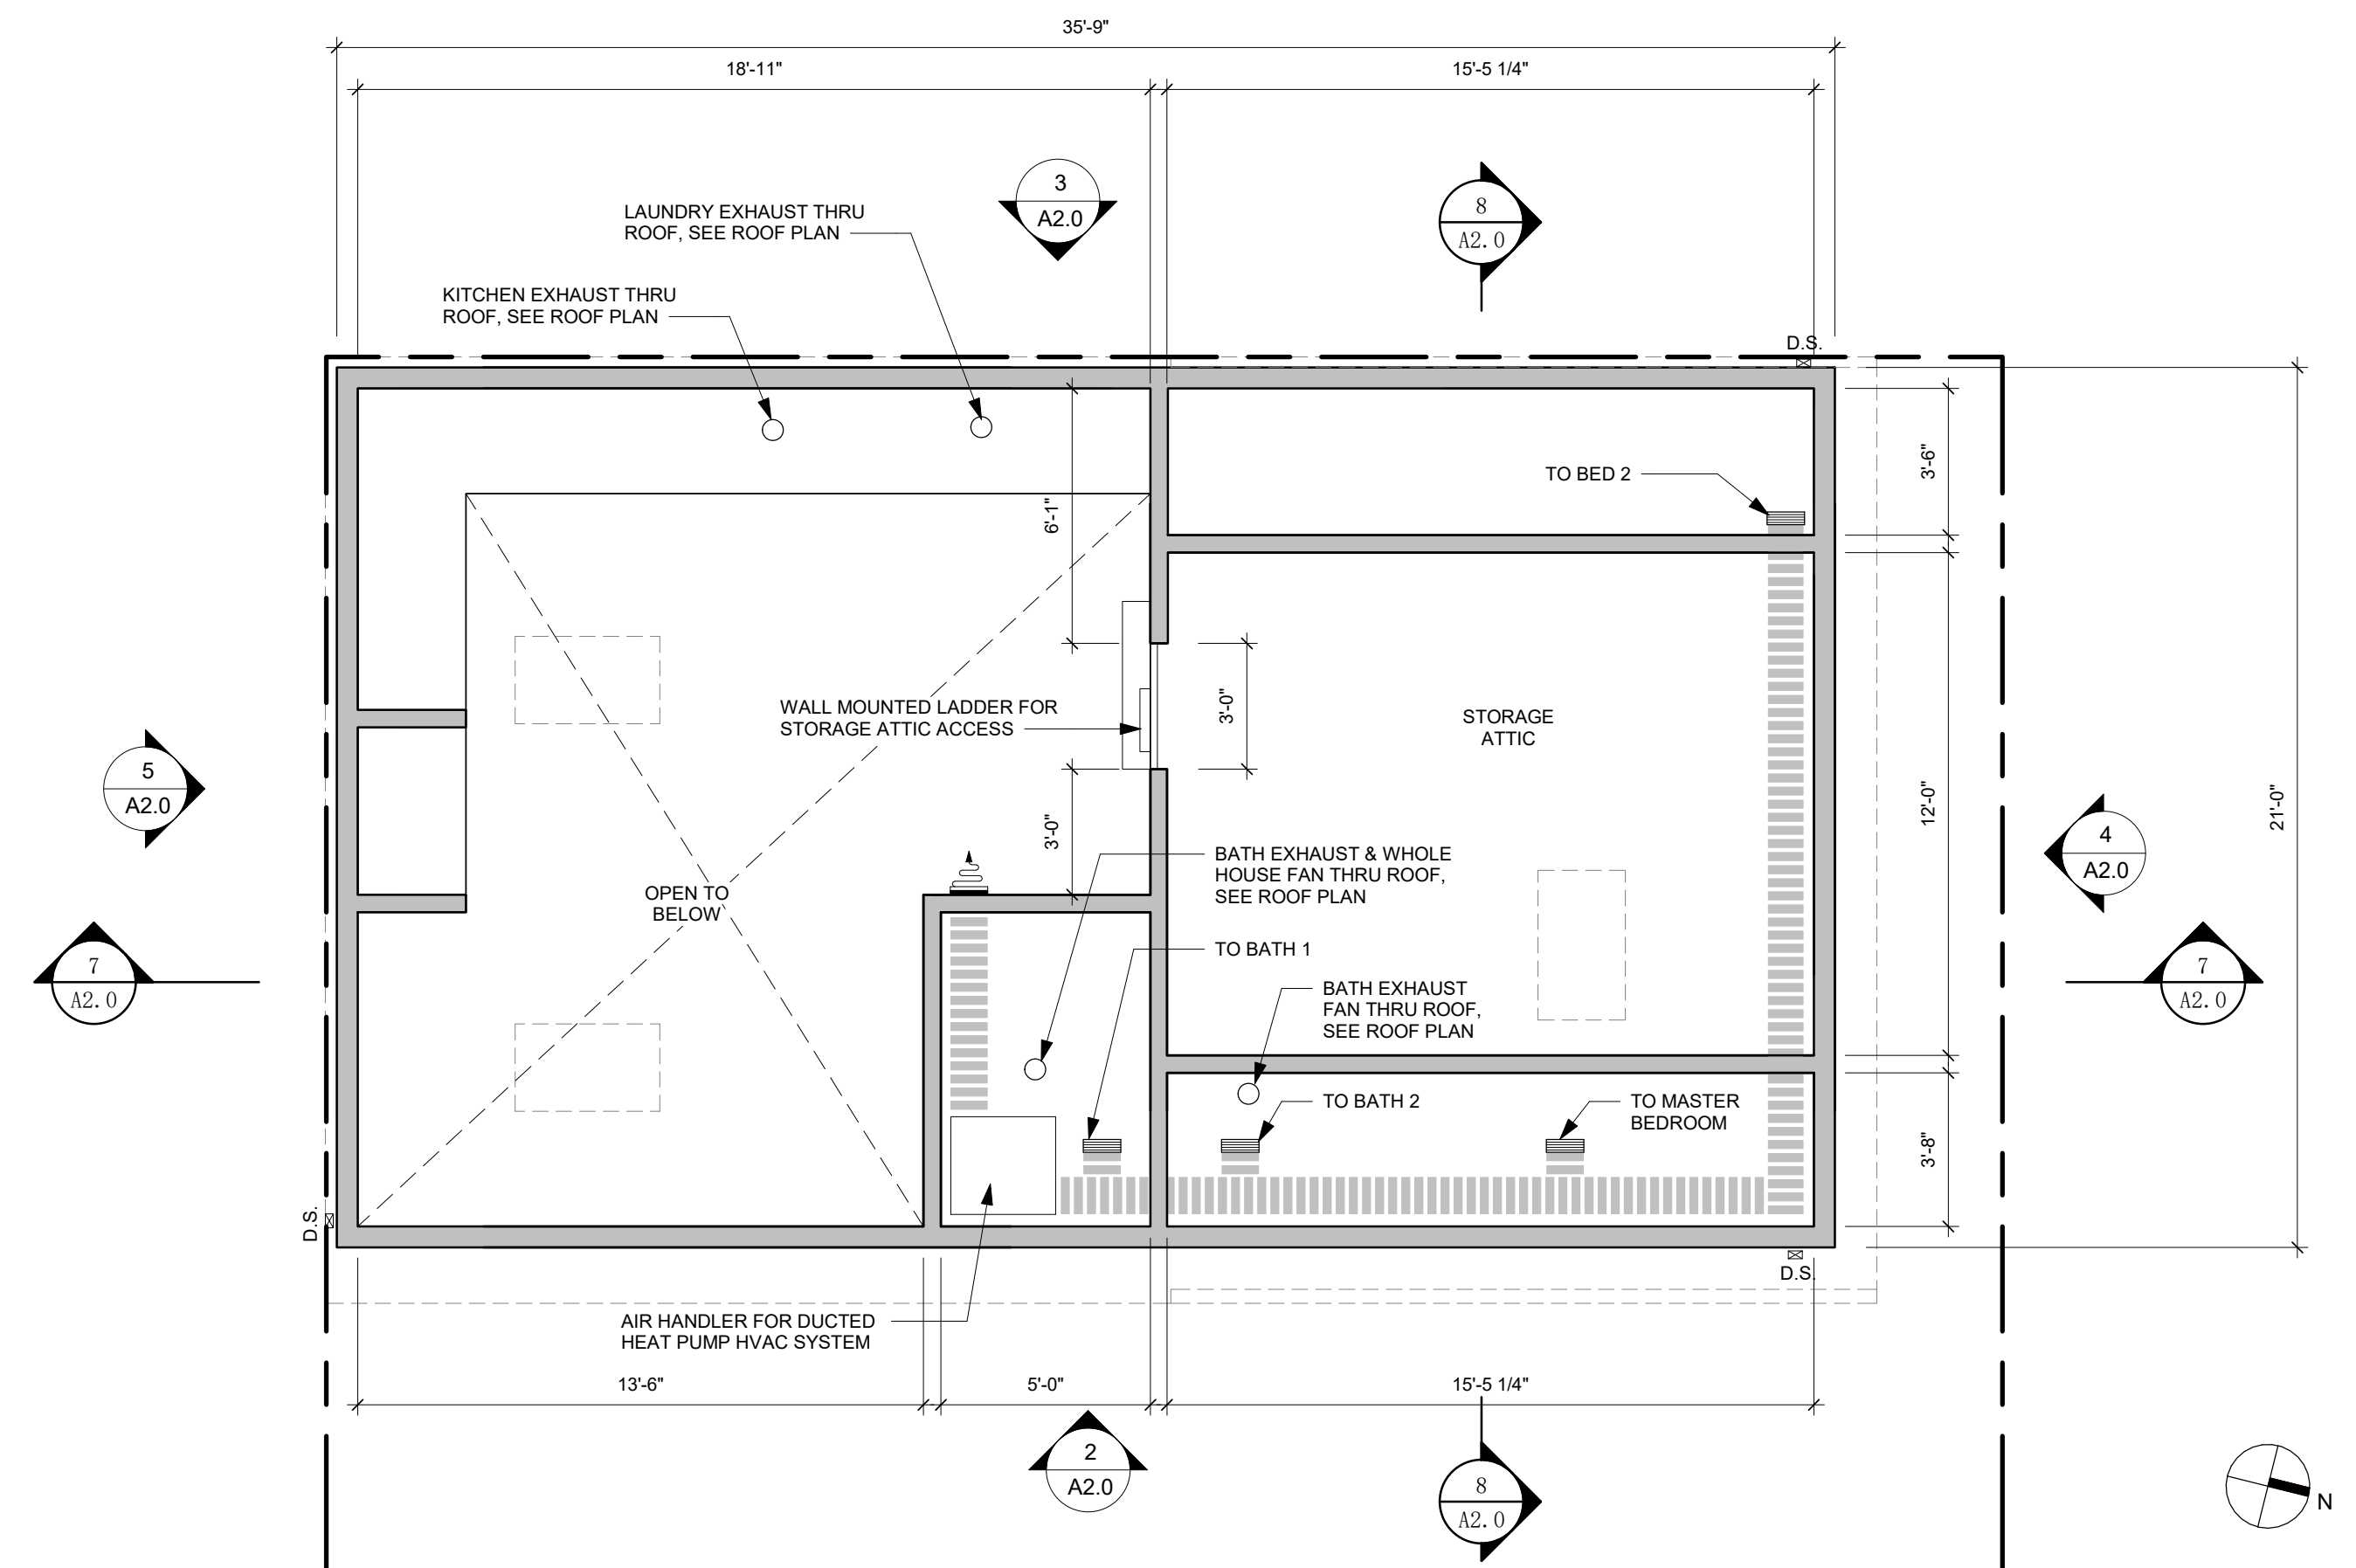 35'-9"
18'-11"
15'-5 1/4"
3
A2.0
8
A2.0
LAUNDRY EXHAUST THRU
ROOF, SEE ROOF PLAN
KITCHEN EXHAUST THRU
ROOF, SEE ROOF PLAN
D.S.
TO BED 2
3'-6"
6'-1"
WALL MOUNTED LADDER FOR
STORAGE ATTIC ACCESS
3'-0"
STORAGE
ATTIC
5
A2.0
12'-0"
21'-0"
4
A2.0
3'-0"
BATH EXHAUST & WHOLE
HOUSE FAN THRU ROOF,
SEE ROOF PLAN
OPEN TO
BELOW
TO BATH 1
7
A2.0
7
A2.0
BATH EXHAUST
FAN THRU ROOF,
SEE ROOF PLAN
TO BATH 2
TO MASTER
BEDROOM
3'-8"
D.S.
D.S.
AIR HANDLER FOR DUCTED
HEAT PUMP HVAC SYSTEM
13'-6"
5'-0"
15'-5 1/4"
2
A2.0
8
A2.0
N